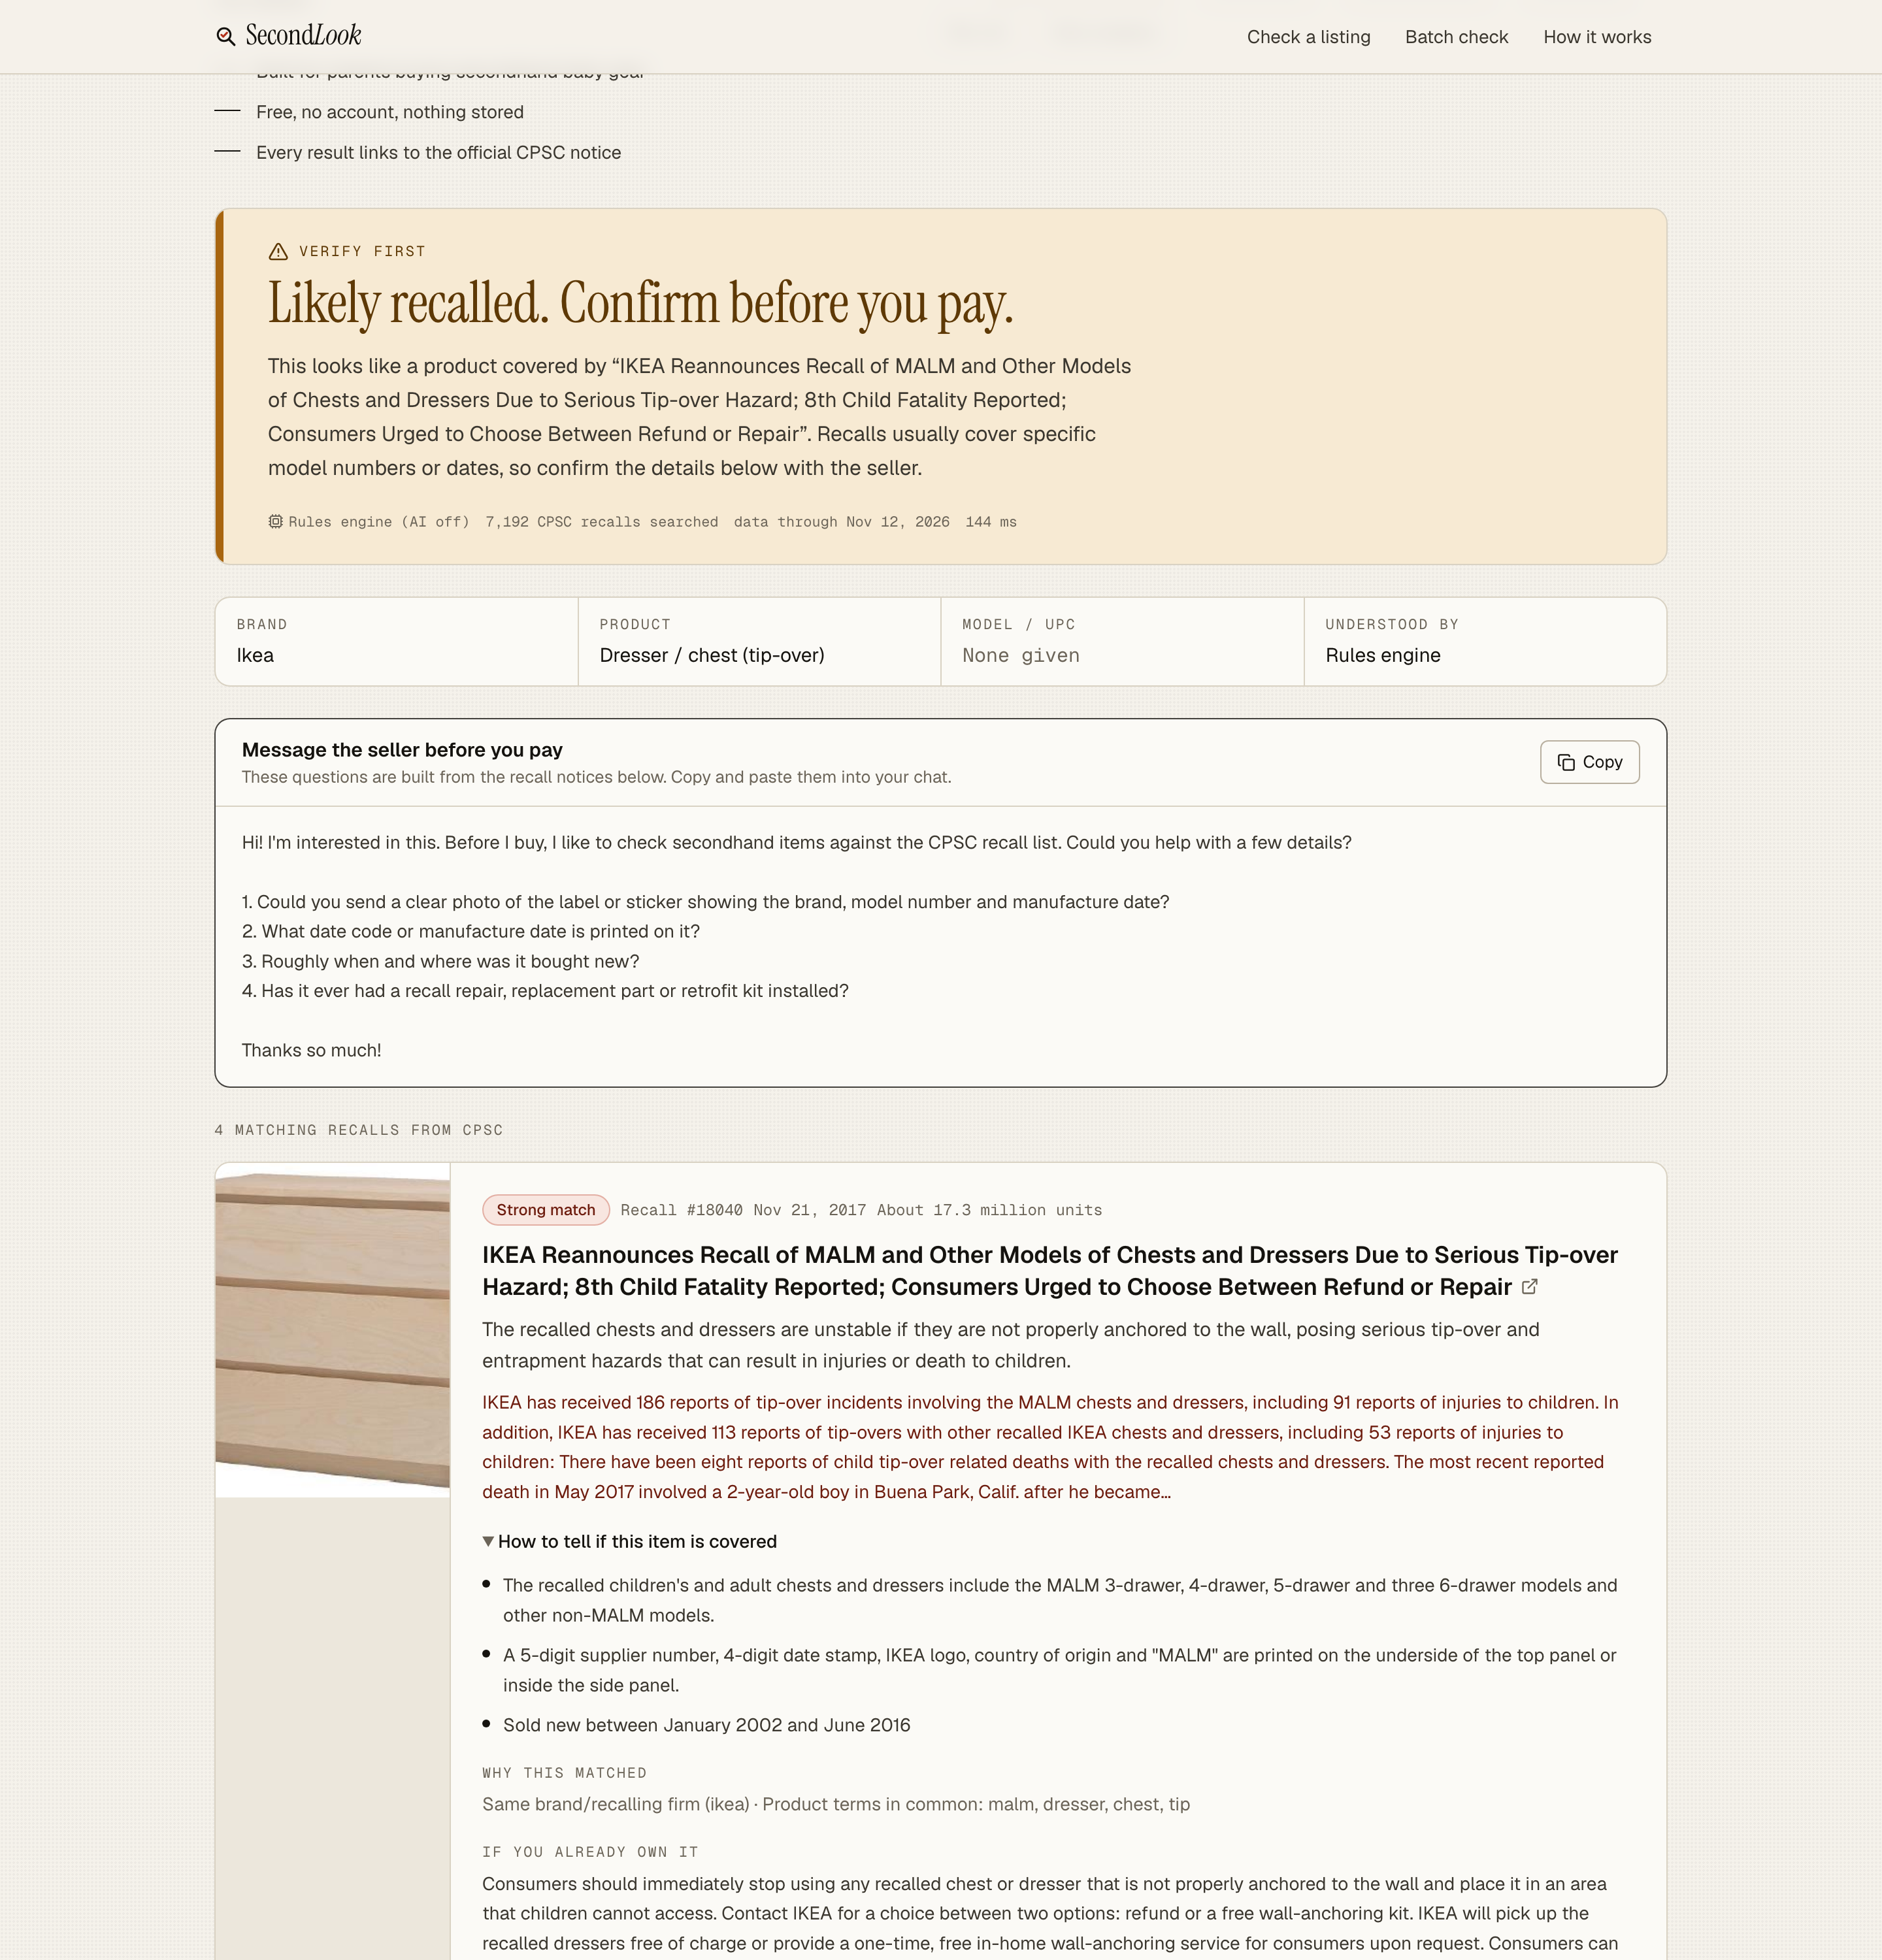 SecondLook
Check a listing
Batch check
How it works
Built for parents buying secondhand baby gear
Free, no account, nothing stored
Every result links to the official CPSC notice
VERIFY FIRST
Likely recalled. Confirm before you pay.
This looks like a product covered by “IKEA Reannounces Recall of MALM and Other Models
of Chests and Dressers Due to Serious Tip-over Hazard; 8th Child Fatality Reported;
Consumers Urged to Choose Between Refund or Repair”. Recalls usually cover specific
model numbers or dates, so confirm the details below with the seller.
Rules engine (AI off) 7,192 CPSC recalls searched data through Nov 12, 2026 144 ms
BRAND
Ikea
PRODUCT
Dresser / chest (tip-over)
MODEL / UPC
None given
UNDERSTOOD BY
Rules engine
Message the seller before you pay
These questions are built from the recall notices below. Copy and paste them into your chat.
Copy
Hi! I'm interested in this. Before I buy, I like to check secondhand items against the CPSC recall list. Could you help with a few details?
1. Could you send a clear photo of the label or sticker showing the brand, model number and manufacture date?
2. What date code or manufacture date is printed on it?
3. Roughly when and where was it bought new?
4. Has it ever had a recall repair, replacement part or retrofit kit installed?
Thanks so much!
4 MATCHING RECALLS FROM CPSC
Strong match Recall #18040 Nov 21, 2017 About 17.3 million units
IKEA Reannounces Recall of MALM and Other Models of Chests and Dressers Due to Serious Tip-over
Hazard; 8th Child Fatality Reported; Consumers Urged to Choose Between Refund or Repair
The recalled chests and dressers are unstable if they are not properly anchored to the wall, posing serious tip-over and
entrapment hazards that can result in injuries or death to children.
IKEA has received 186 reports of tip-over incidents involving the MALM chests and dressers, including 91 reports of injuries to children. In
addition, IKEA has received 113 reports of tip-overs with other recalled IKEA chests and dressers, including 53 reports of injuries to
children: There have been eight reports of child tip-over related deaths with the recalled chests and dressers. The most recent reported
death in May 2017 involved a 2-year-old boy in Buena Park, Calif. after he became…
How to tell if this item is covered
The recalled children's and adult chests and dressers include the MALM 3-drawer, 4-drawer, 5-drawer and three 6-drawer models and
other non-MALM models.
A 5-digit supplier number, 4-digit date stamp, IKEA logo, country of origin and "MALM" are printed on the underside of the top panel or
inside the side panel.
Sold new between January 2002 and June 2016
WHY THIS MATCHED
Same brand/recalling firm (ikea) · Product terms in common: malm, dresser, chest, tip
IF YOU ALREADY OWN IT
Consumers should immediately stop using any recalled chest or dresser that is not properly anchored to the wall and place it in an area
that children cannot access. Contact IKEA for a choice between two options: refund or a free wall-anchoring kit. IKEA will pick up the
recalled dressers free of charge or provide a one-time, free in-home wall-anchoring service for consumers upon request. Consumers can